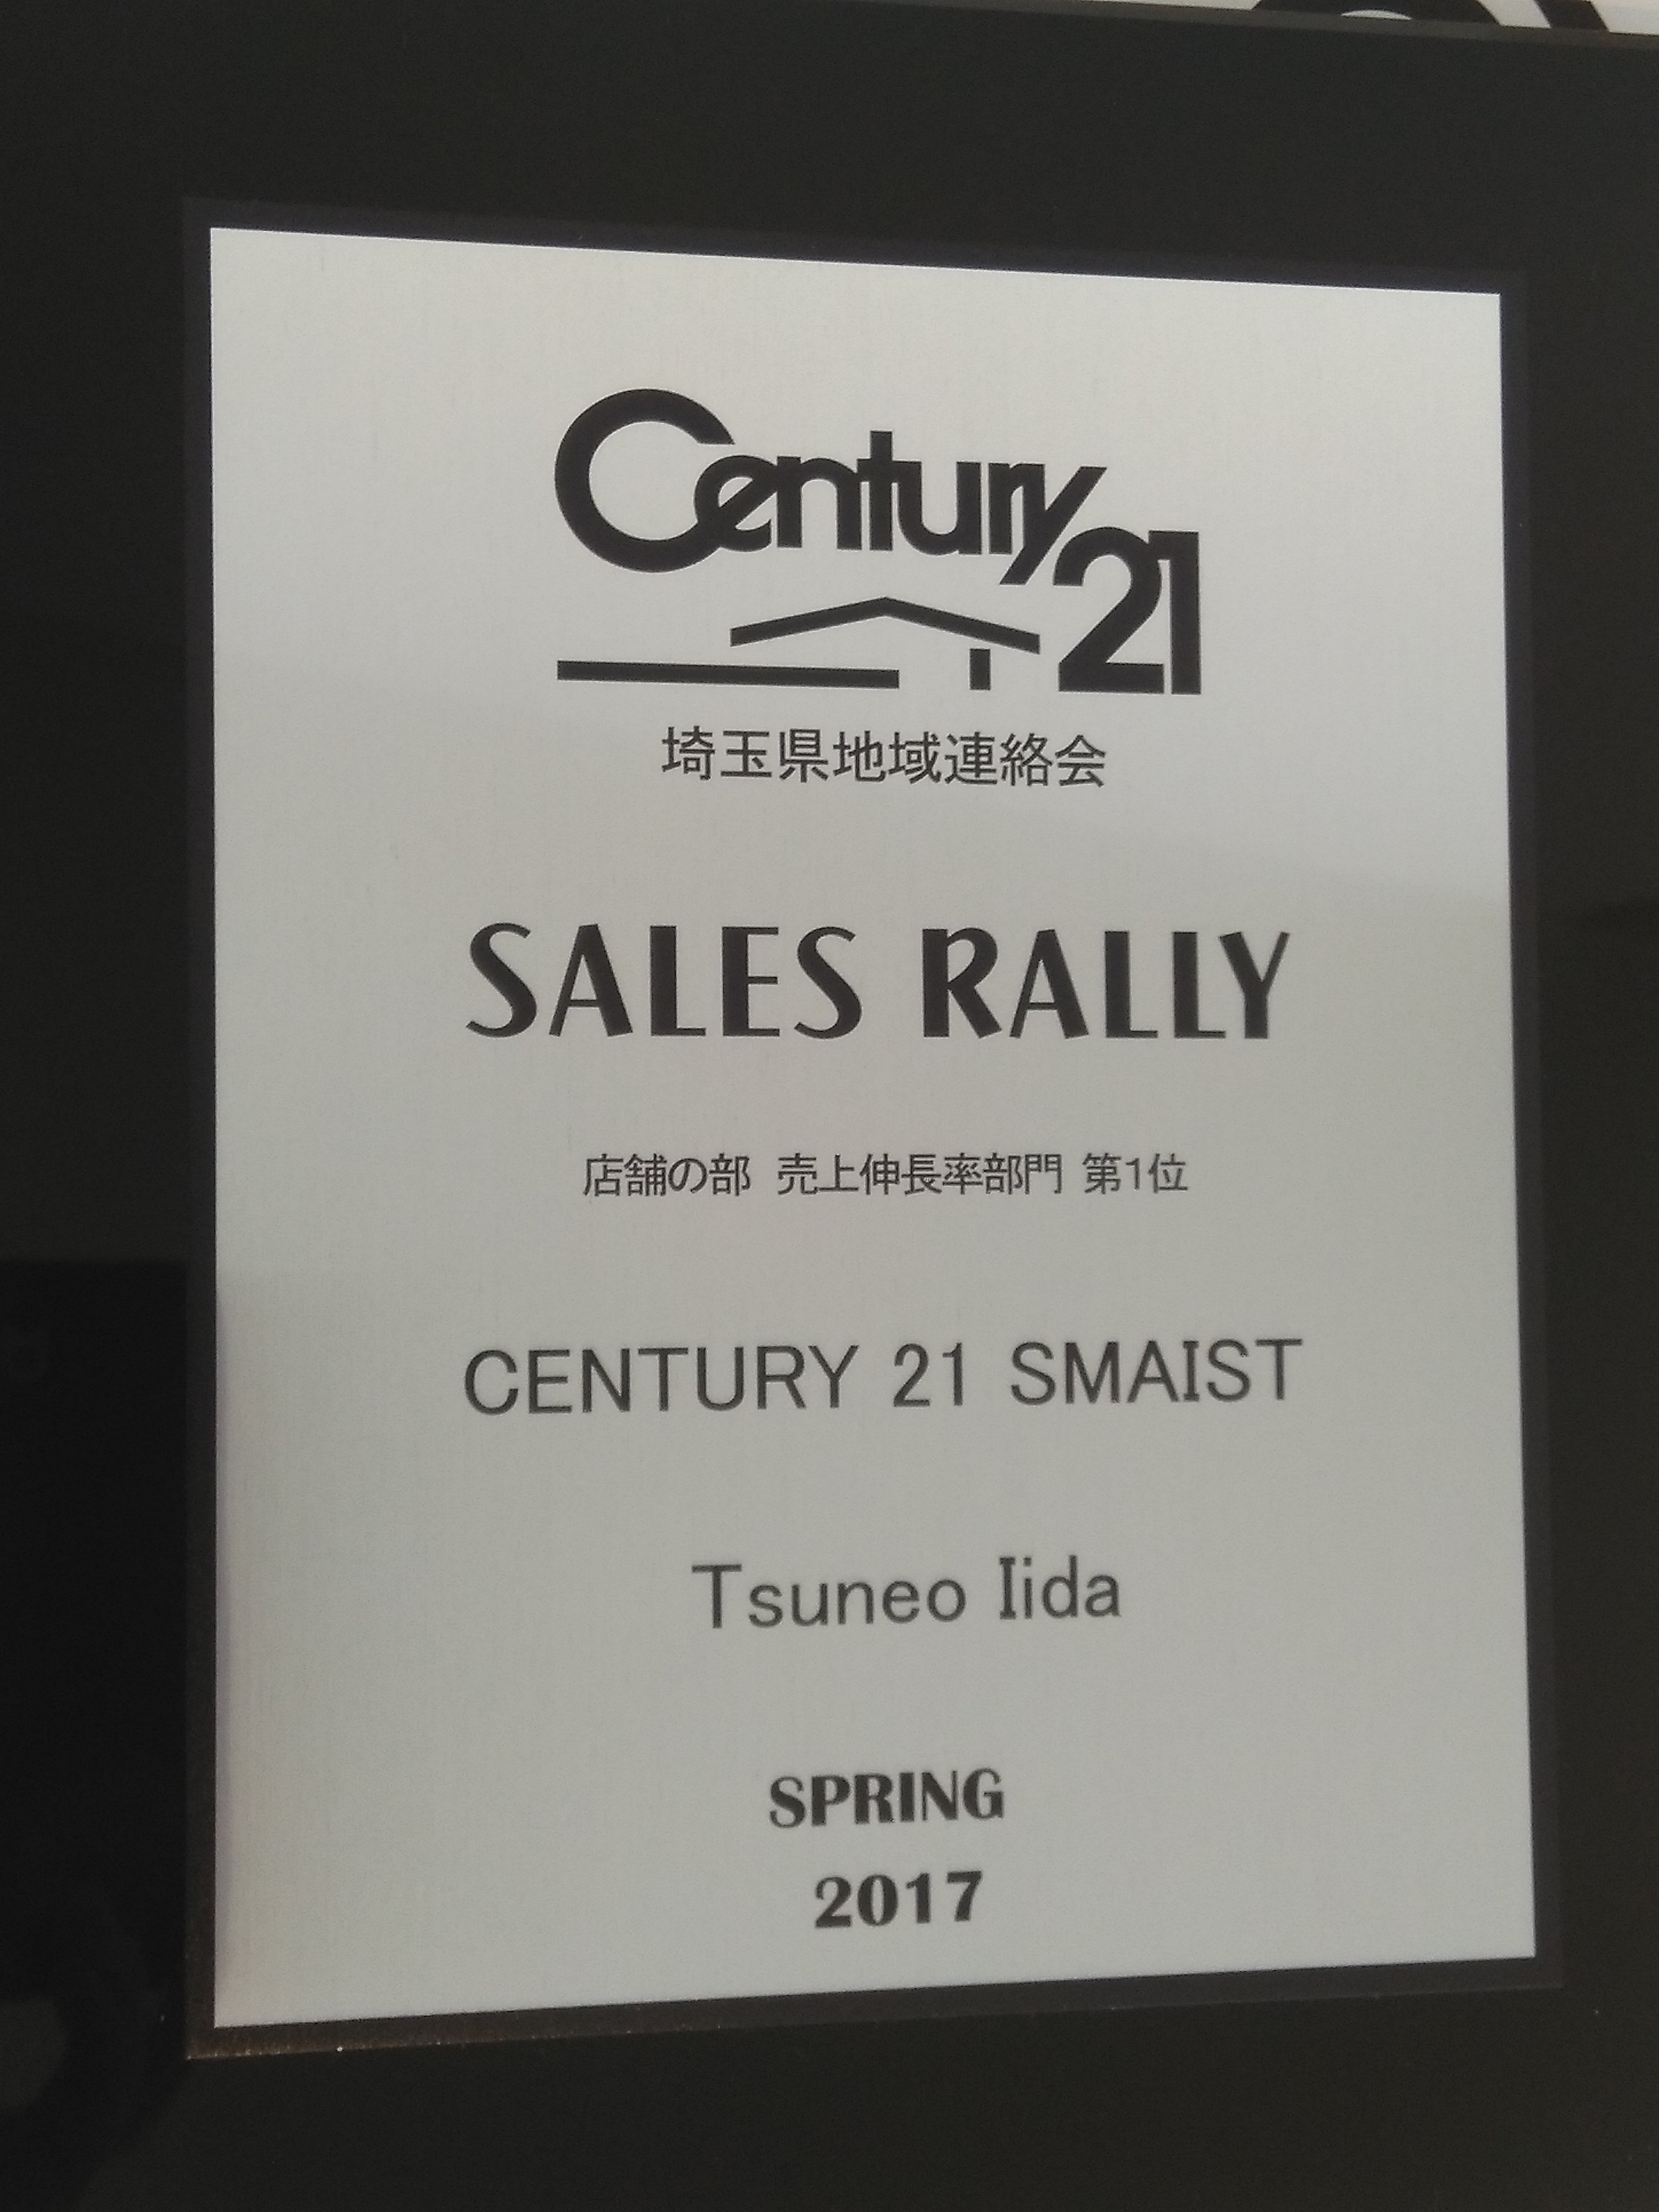 Century 21
埼玉県地域連絡会
SALES RALLY
店舗の部 売上伸長率部門 第1位
CENTURY 21 SMAIST
Tsuneo Iida
SPRING
2017